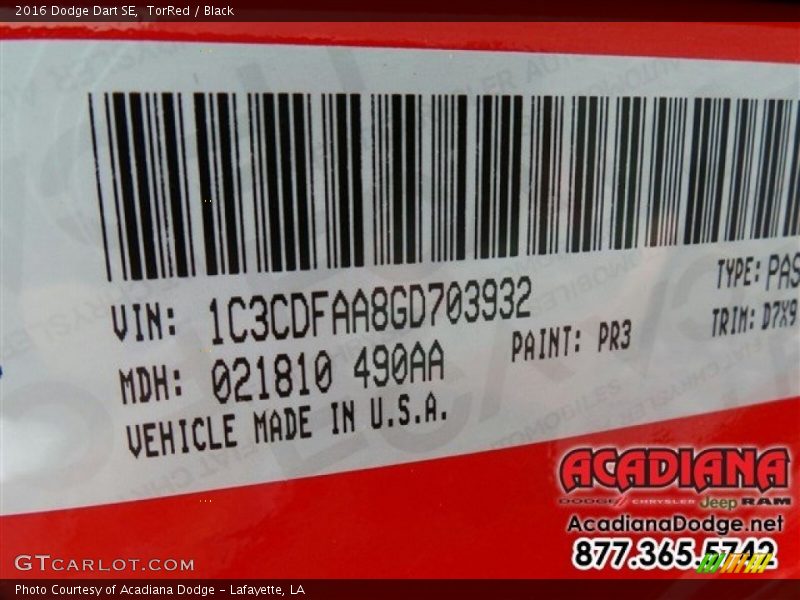 2016 Dodge Dart SE, TorRed / Black
VIN: 1C3CDFAA8GD703932
TYPE: PAS
MDH: 021810 490AA
PAINT: PR3
TRIM: D7X9
VEHICLE MADE IN U.S.A.
ACADIANA
DODGE CHRYSLER Jeep RAM
AcadianaDodge.net
877.365.5742
GTCARLOT.COM
Photo Courtesy of Acadiana Dodge - Lafayette, LA